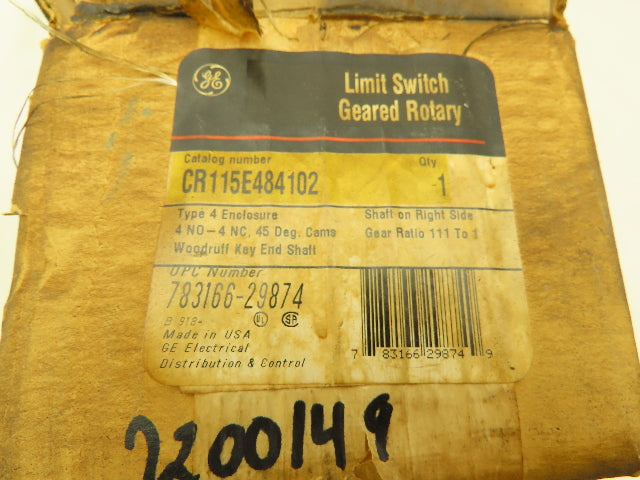 GE
Limit Switch
Geared Rotary
Catalog number
Qty
CR115E484102
1
Type 4 Enclosure
Shaft on Right Side
4 NO-4 NC, 45 Deg. Cams
Gear Ratio 111 To 1
Woodruff Key End Shaft
UPC Number
783166-29874
UL
Made in USA
GE Electrical
Distribution & Control
7 83166 29874 9
7200149